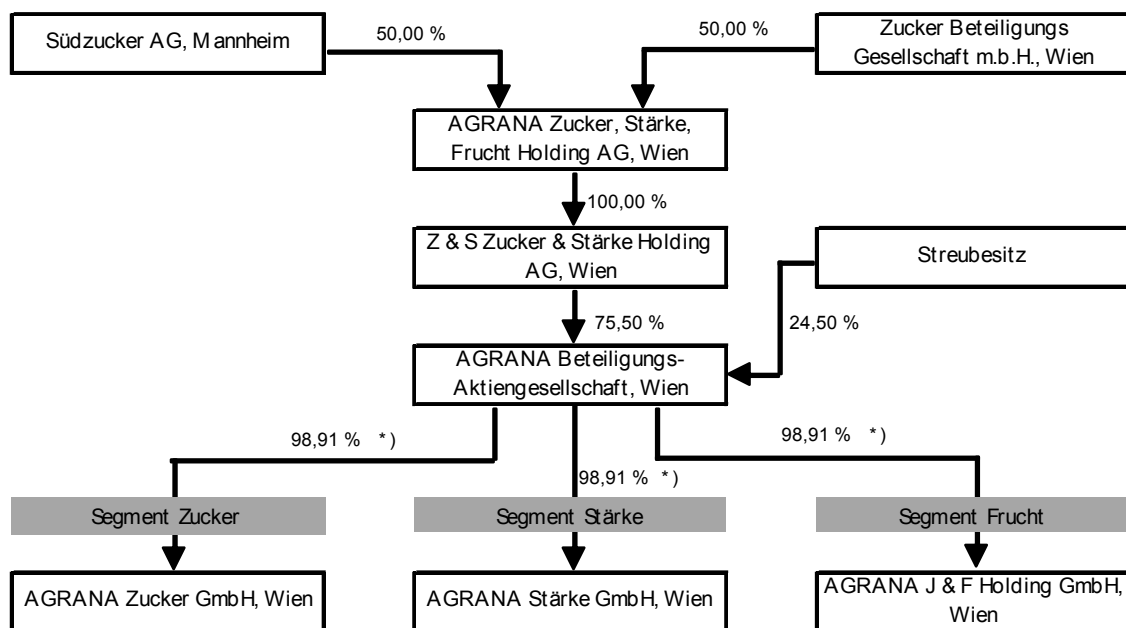 Südzucker AG, Mannheim
50,00 %
50,00 %
Zucker Beteiligungs
Gesellschaft m.b.H., Wien
AGRANA Zucker, Stärke,
Frucht Holding AG, Wien
100,00 %
Z & S Zucker & Stärke Holding
AG, Wien
Streubesitz
75,50 %
24,50 %
AGRANA Beteiligungs-
Aktiengesellschaft, Wien
98,91 % *)
98,91 % *)
98,91 % *)
Segment Zucker
Segment Stärke
Segment Frucht
AGRANA Zucker GmbH, Wien
AGRANA Stärke GmbH, Wien
AGRANA J & F Holding GmbH,
Wien